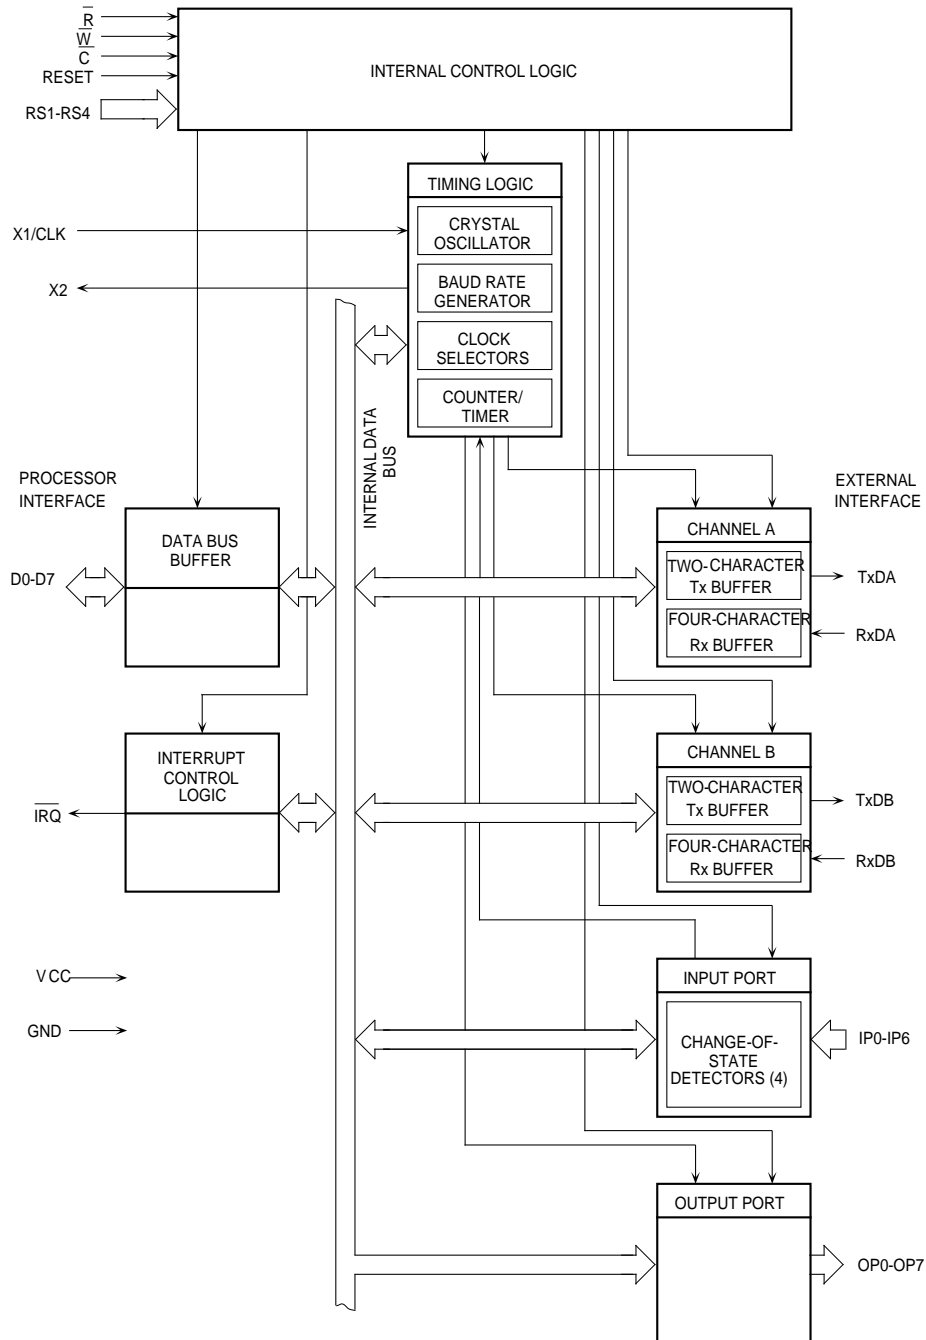 R
W
C
RESET
RS1-RS4
INTERNAL CONTROL LOGIC
TIMING LOGIC
CRYSTAL
OSCILLATOR
BAUD RATE
GENERATOR
CLOCK
SELECTORS
COUNTER/
TIMER
X1/CLK
X2
INTERNAL DATA
BUS
PROCESSOR
INTERFACE
DATA BUS
BUFFER
D0-D7
INTERRUPT
CONTROL
LOGIC
IRQ
VCC
GND
EXTERNAL
INTERFACE
CHANNEL A
TWO-CHARACTER
Tx BUFFER
FOUR-CHARACTER
Rx BUFFER
TxDA
RxDA
CHANNEL B
TWO-CHARACTER
Tx BUFFER
FOUR-CHARACTER
Rx BUFFER
TxDB
RxDB
INPUT PORT
CHANGE-OF-
STATE
DETECTORS (4)
IP0-IP6
OUTPUT PORT
OP0-OP7